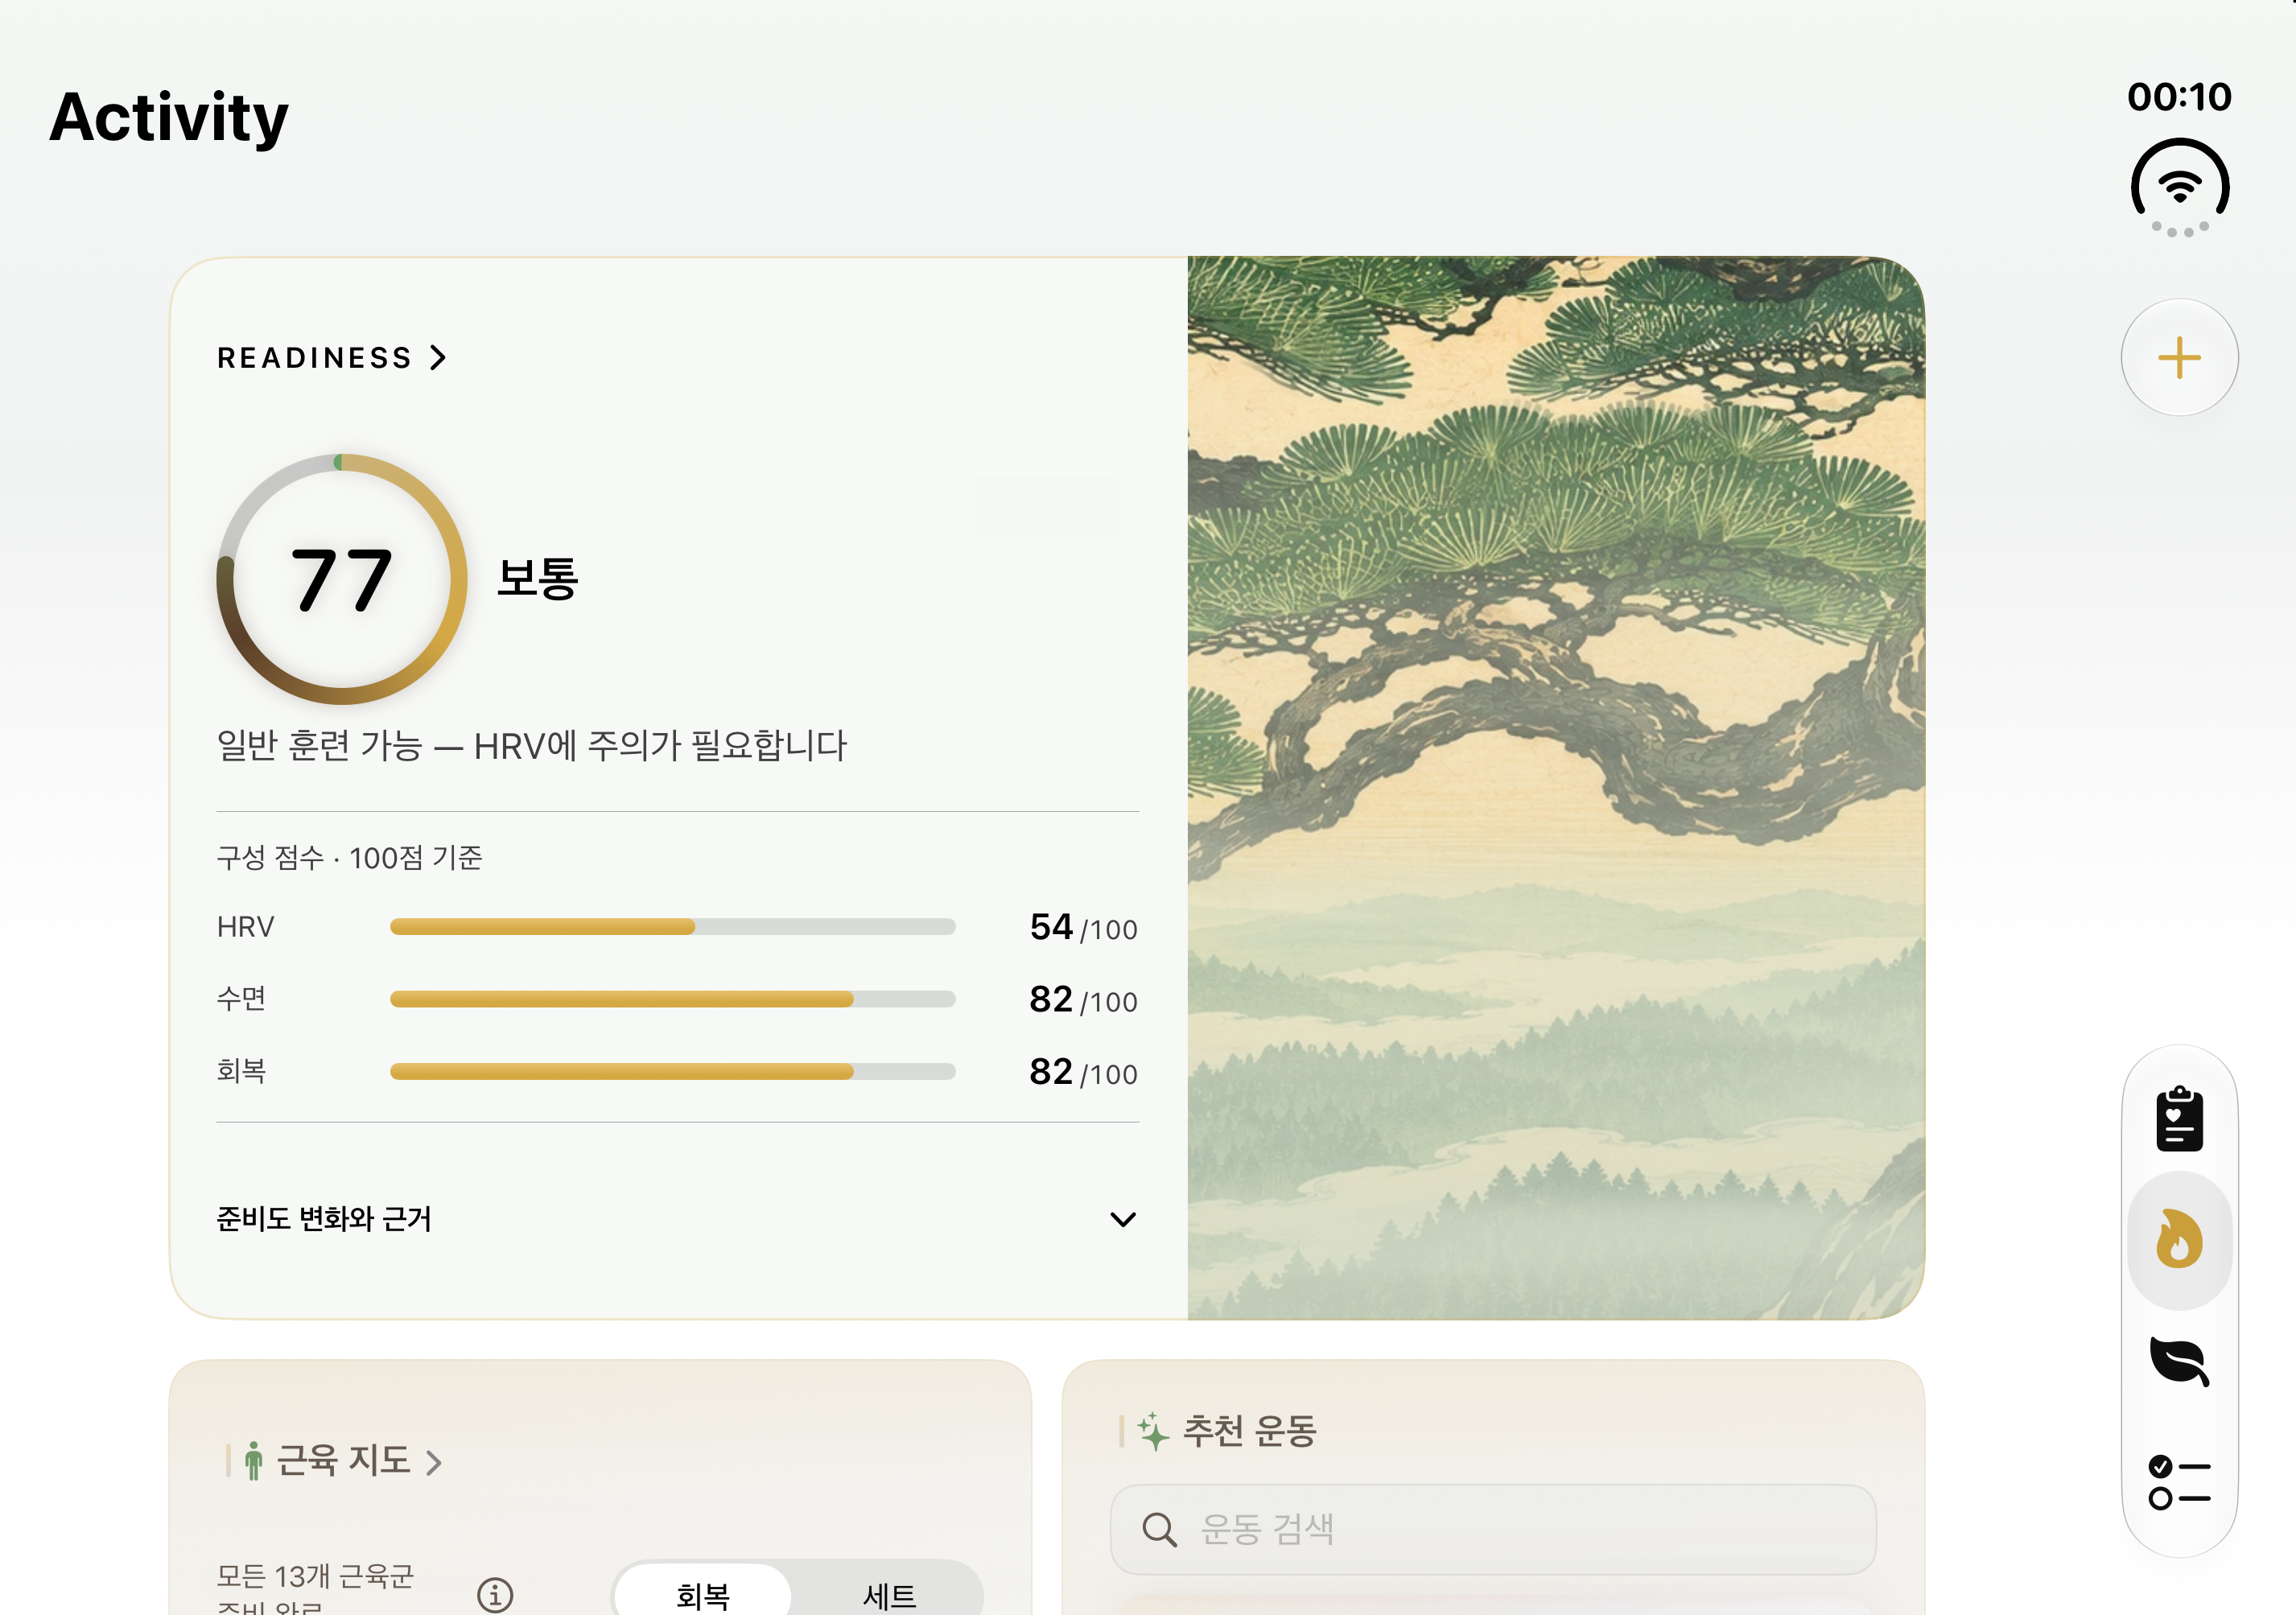 Activity
00:10
READINESS
77
보통
일반 훈련 가능 — HRV에 주의가 필요합니다
구성 점수 · 100점 기준
HRV
54 /100
수면
82 /100
회복
82 /100
준비도 변화와 근거
근육 지도
모든 13개 근육군
준비 완료
회복
세트
추천 운동
운동 검색